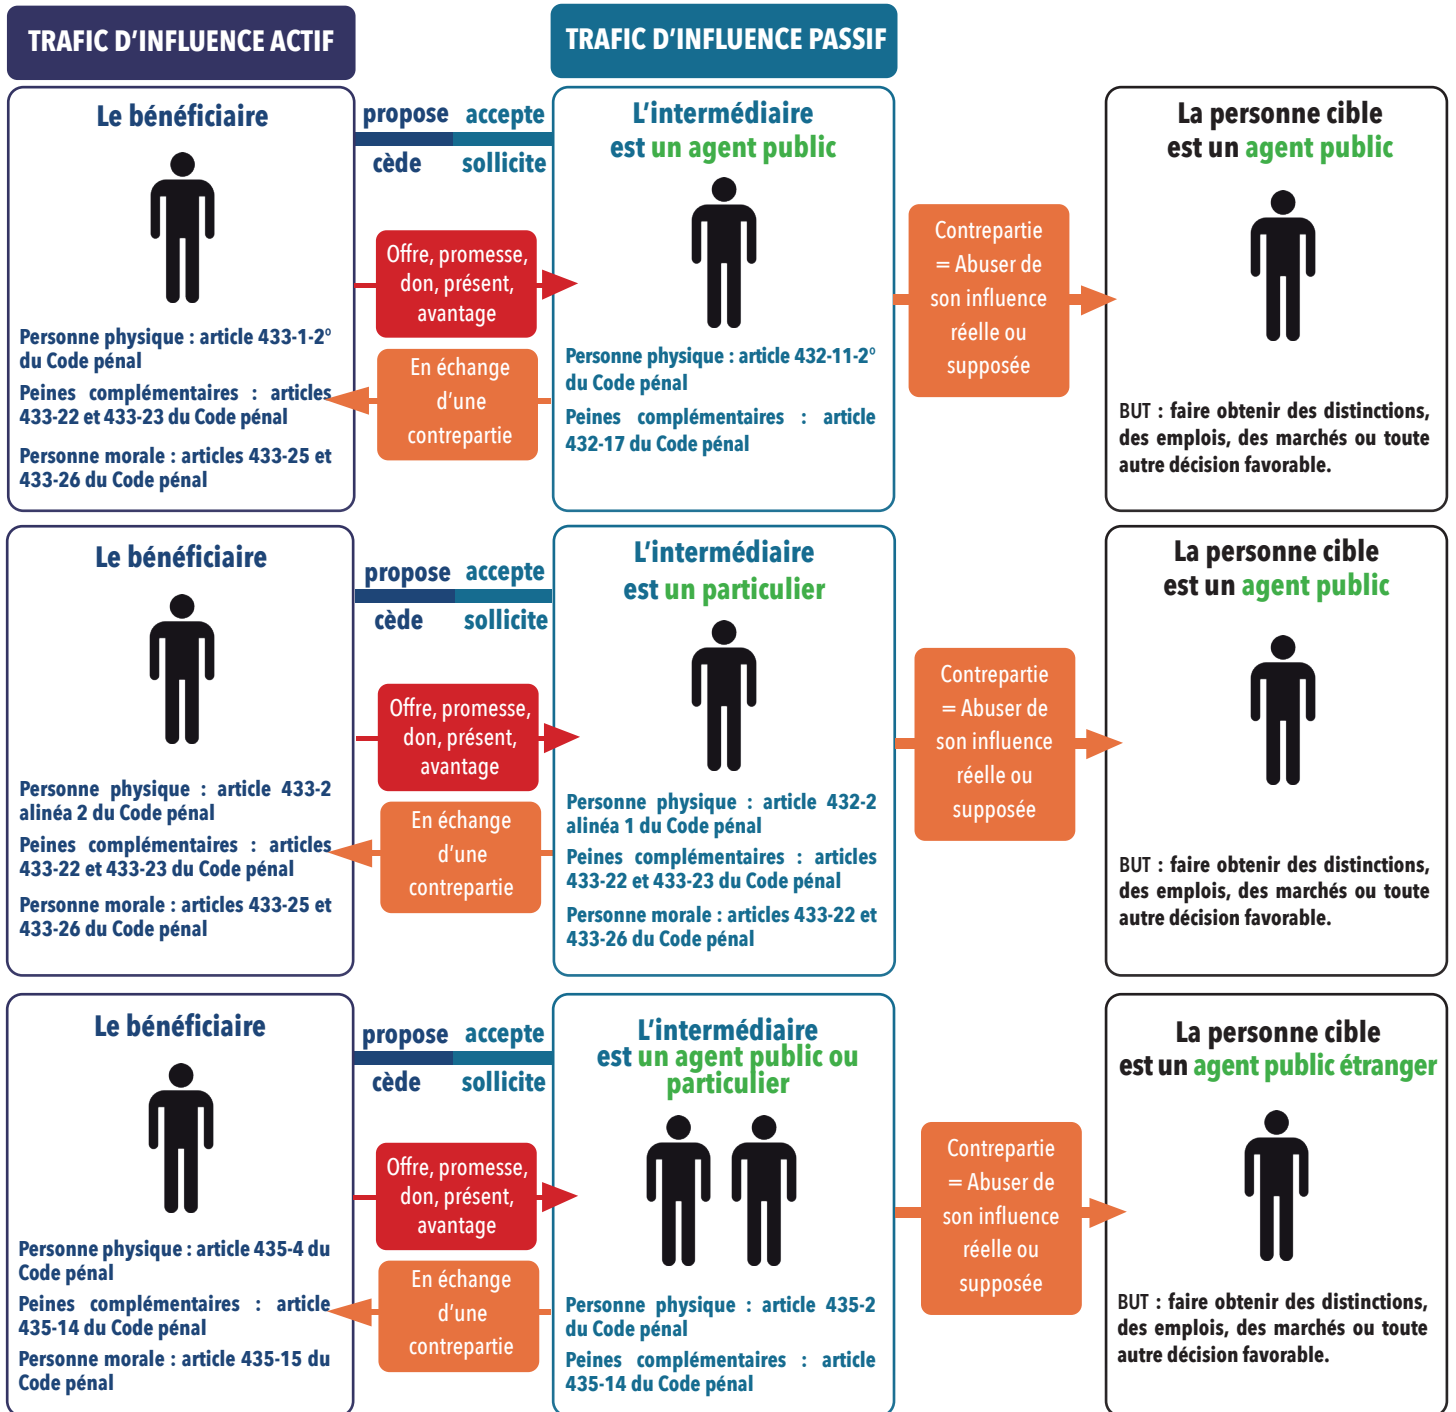 TRAFIC D'INFLUENCE ACTIF
TRAFIC D'INFLUENCE PASSIF
Le bénéficiaire
Personne physique : article 433-1-2°
du Code pénal
Peines complémentaires : articles
433-22 et 433-23 du Code pénal
Personne morale : articles 433-25 et
433-26 du Code pénal
propose accepte
cède sollicite
Offre, promesse,
don, présent,
avantage
En échange
d'une
contrepartie
L'intermédiaire
est un agent public
Personne physique : article 432-11-2°
du Code pénal
Peines complémentaires : article
432-17 du Code pénal
Contrepartie
= Abuser de
son influence
réelle ou
supposée
La personne cible
est un agent public
BUT : faire obtenir des distinctions,
des emplois, des marchés ou toute
autre décision favorable.
Le bénéficiaire
Personne physique : article 433-2
alinéa 2 du Code pénal
Peines complémentaires : articles
433-22 et 433-23 du Code pénal
Personne morale : articles 433-25 et
433-26 du Code pénal
propose accepte
cède sollicite
Offre, promesse,
don, présent,
avantage
En échange
d'une
contrepartie
L'intermédiaire
est un particulier
Personne physique : article 432-2
alinéa 1 du Code pénal
Peines complémentaires : articles
433-22 et 433-23 du Code pénal
Personne morale : articles 433-22 et
433-26 du Code pénal
Contrepartie
= Abuser de
son influence
réelle ou
supposée
La personne cible
est un agent public
BUT : faire obtenir des distinctions,
des emplois, des marchés ou toute
autre décision favorable.
Le bénéficiaire
Personne physique : article 435-4 du
Code pénal
Peines complémentaires : article
435-14 du Code pénal
Personne morale : article 435-15 du
Code pénal
propose accepte
cède sollicite
Offre, promesse,
don, présent,
avantage
En échange
d'une
contrepartie
L'intermédiaire
est un agent public ou
particulier
Personne physique : article 435-2
du Code pénal
Peines complémentaires : article
435-14 du Code pénal
Contrepartie
= Abuser de
son influence
réelle ou
supposée
La personne cible
est un agent public étranger
BUT : faire obtenir des distinctions,
des emplois, des marchés ou toute
autre décision favorable.